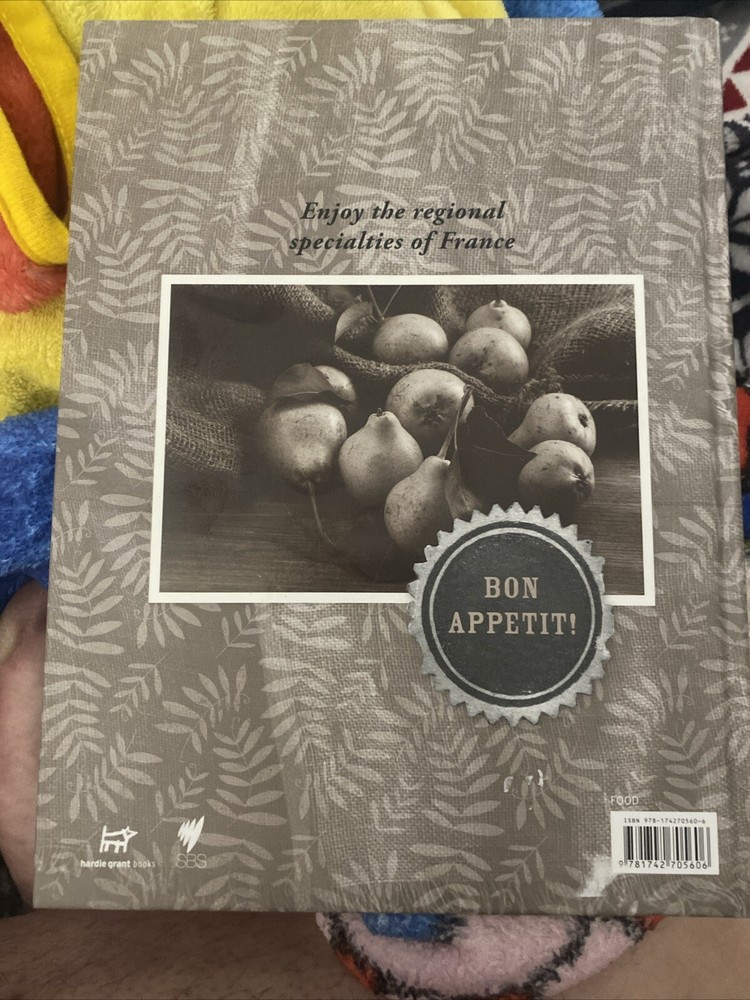 Enjoy the regional
specialties of France
BON
APPETIT!
FOOD
ISBN 978-174270560-6
9 781742 705606
hardie grant books
SBS